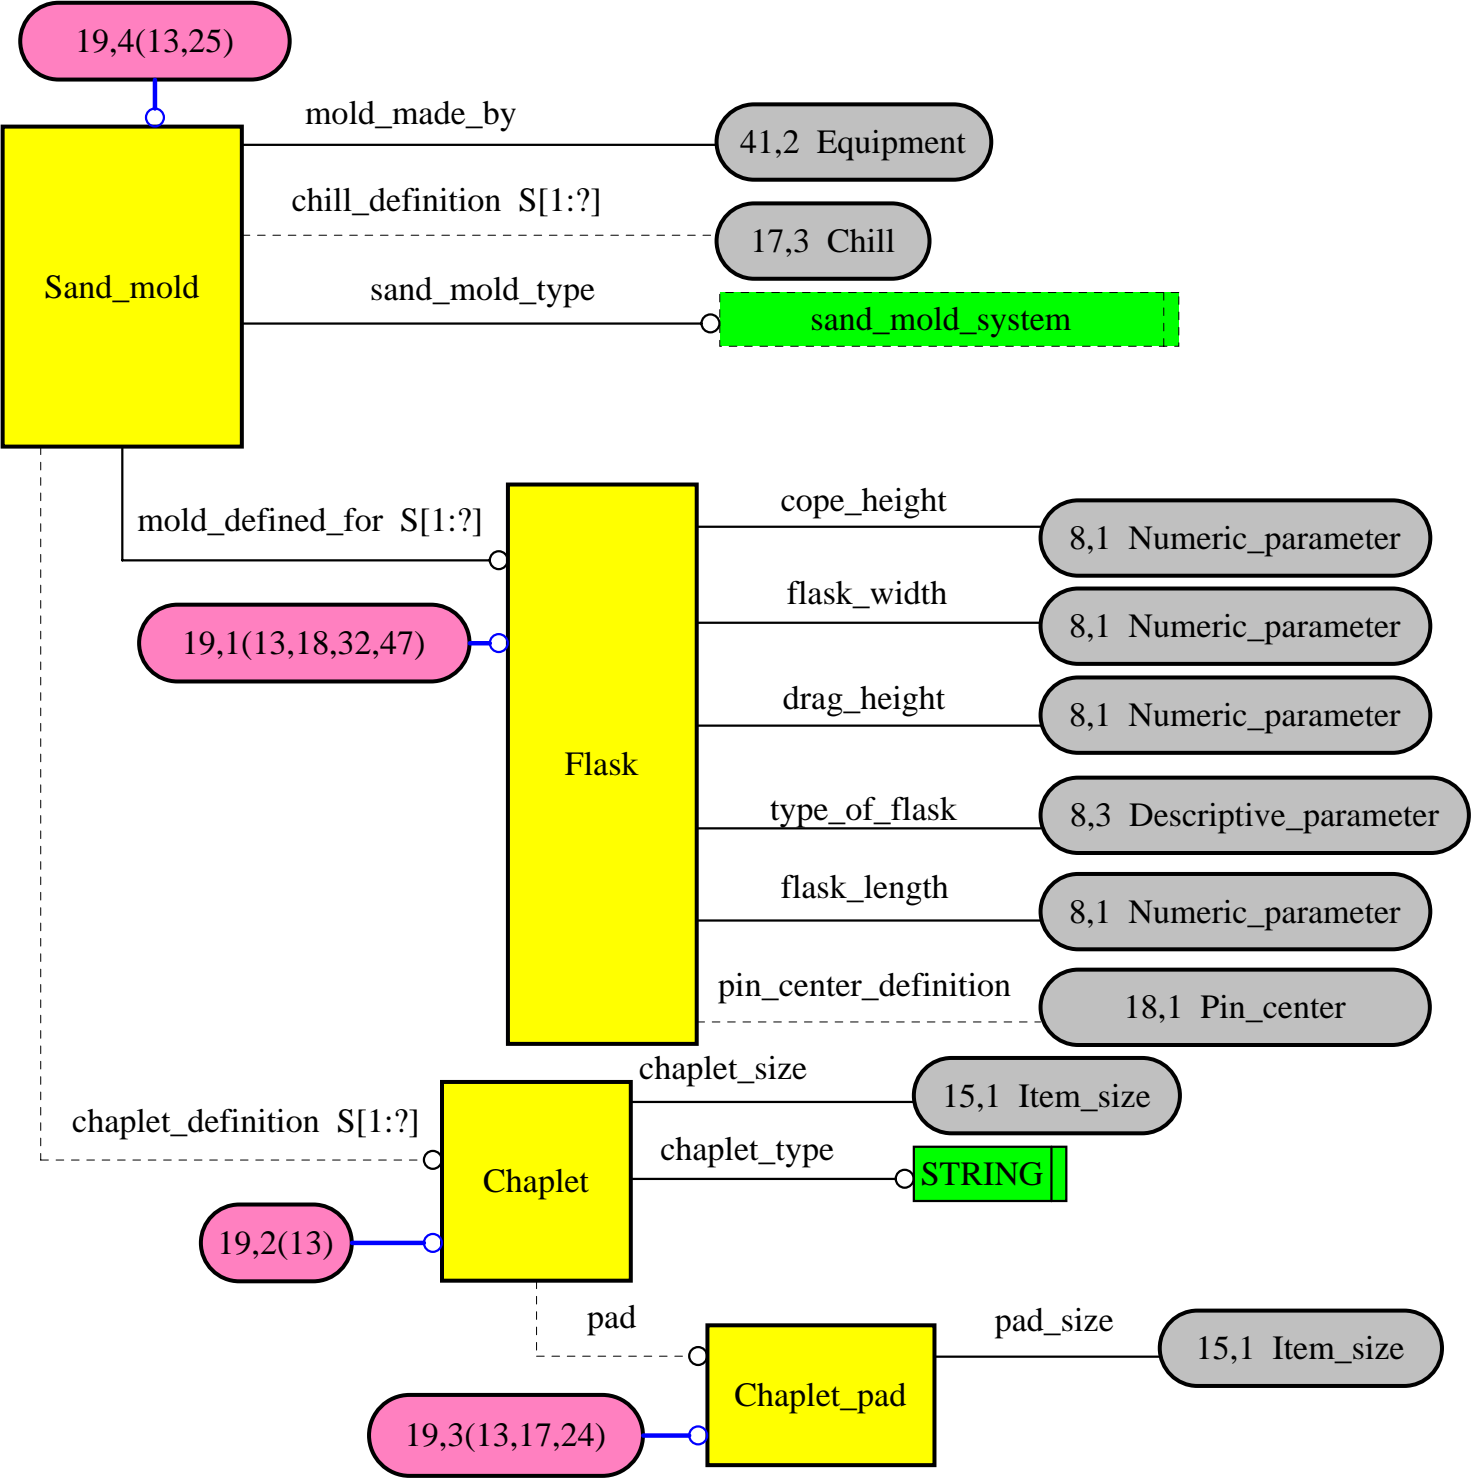 19,4(13,25)
mold_made_by
41,2 Equipment
chill_definition S[1:?]
17,3 Chill
Sand_mold
sand_mold_type
sand_mold_system
mold_defined_for S[1:?]
cope_height
8,1 Numeric_parameter
flask_width
8,1 Numeric_parameter
19,1(13,18,32,47)
drag_height
8,1 Numeric_parameter
Flask
type_of_flask
8,3 Descriptive_parameter
flask_length
8,1 Numeric_parameter
pin_center_definition
18,1 Pin_center
chaplet_size
15,1 Item_size
chaplet_definition S[1:?]
chaplet_type
STRING
Chaplet
19,2(13)
pad
pad_size
15,1 Item_size
Chaplet_pad
19,3(13,17,24)